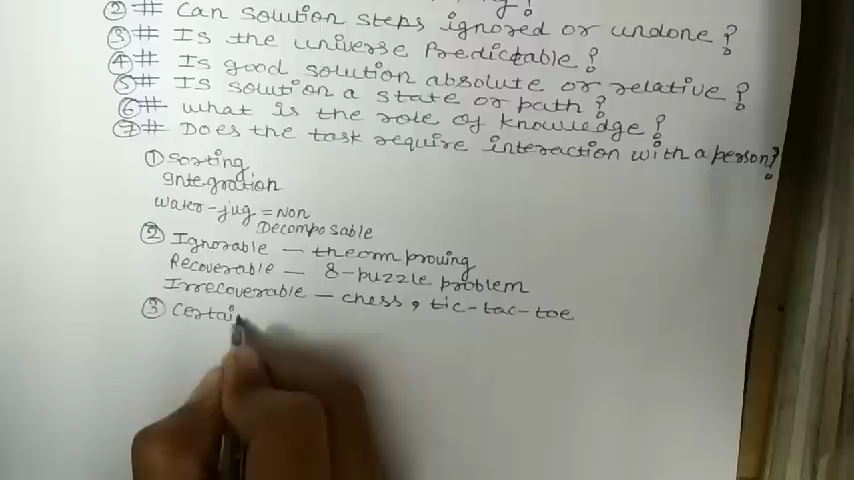 ② # Can solution steps ignored or undone?
③ # Is the universe Predictable?
④ # Is good solution absolute or relative?
⑤ # Is solution a state or path?
⑥ # what is the role of knowledge?
⑦ # Does the task require interaction with a person?
① Sorting
Integration
water-jug = Non
Decomposable
② Ignorable — theorm proving
Recoverable — 8-puzzle problem
Irrecoverable — chess, tic-tac-toe
③ Certai